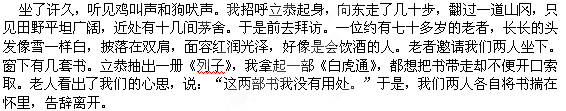 坐了许久，听见鸡叫声和狗吠声。我招呼立恭起身，向东走了几十步，翻过一道山冈，只
见田野平坦广阔，近处有十几间茅舍。于是前去拜访。一位约有七十多岁的老者，长长的头
发像雪一样白，披落在双肩，面容红润光泽，好像是会饮酒的人。老者邀请我们两人坐下。
窗下有几套书。立恭抽出一册《列子》，我拿起一部《白虎通》，都想把书带走却不便开口索
取。老人看出了我们的心思，说：“这两部书我没有用处。”于是，我们两人各自将书揣在
怀里，告辞离开。